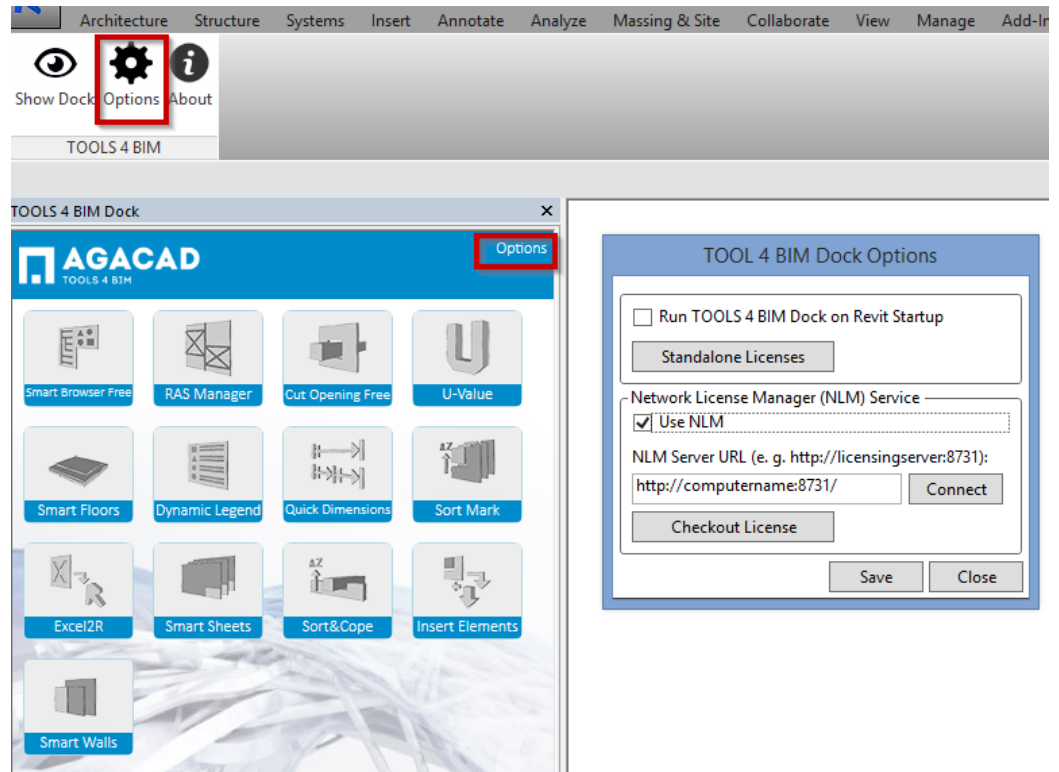 Architecture Structure Systems Insert Annotate Analyze Massing & Site Collaborate View Manage Add-In
Show Dock Options About
TOOLS 4 BIM
TOOLS 4 BIM Dock
Options
AGACAD
TOOLS 4 BIM
Smart Browser Free RAS Manager Cut Opening Free U-Value
Smart Floors Dynamic Legend Quick Dimensions Sort Mark
Excel2R Smart Sheets Sort&Cope Insert Elements
Smart Walls
TOOL 4 BIM Dock Options
Run TOOLS 4 BIM Dock on Revit Startup
Standalone Licenses
Network License Manager (NLM) Service
Use NLM
NLM Server URL (e. g. http://licensingserver:8731):
http://computername:8731/ Connect
Checkout License
Save Close